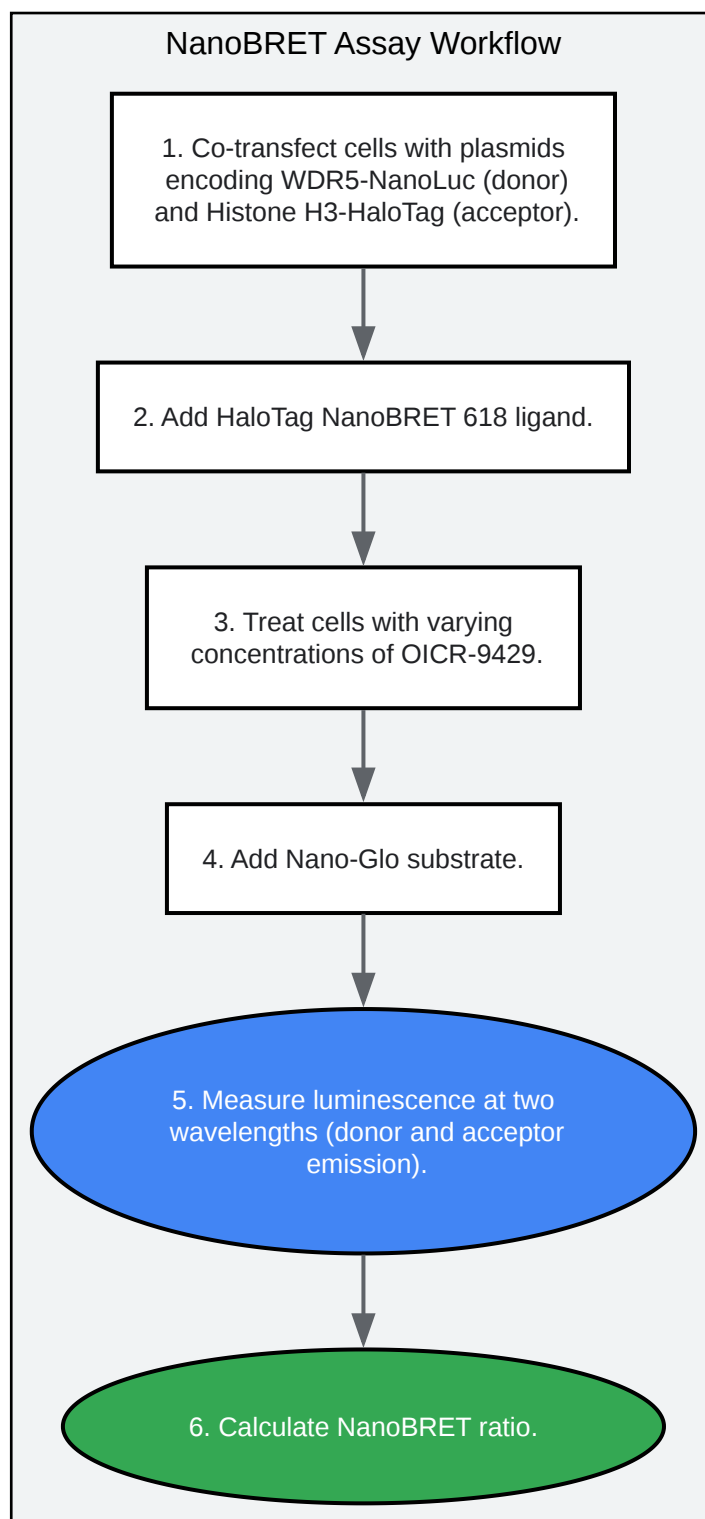 NanoBRET Assay Workflow
1. Co-transfect cells with plasmids
encoding WDR5-NanoLuc (donor)
and Histone H3-HaloTag (acceptor).
2. Add HaloTag NanoBRET 618 ligand.
3. Treat cells with varying
concentrations of OICR-9429.
4. Add Nano-Glo substrate.
5. Measure luminescence at two
wavelengths (donor and acceptor
emission).
6. Calculate NanoBRET ratio.